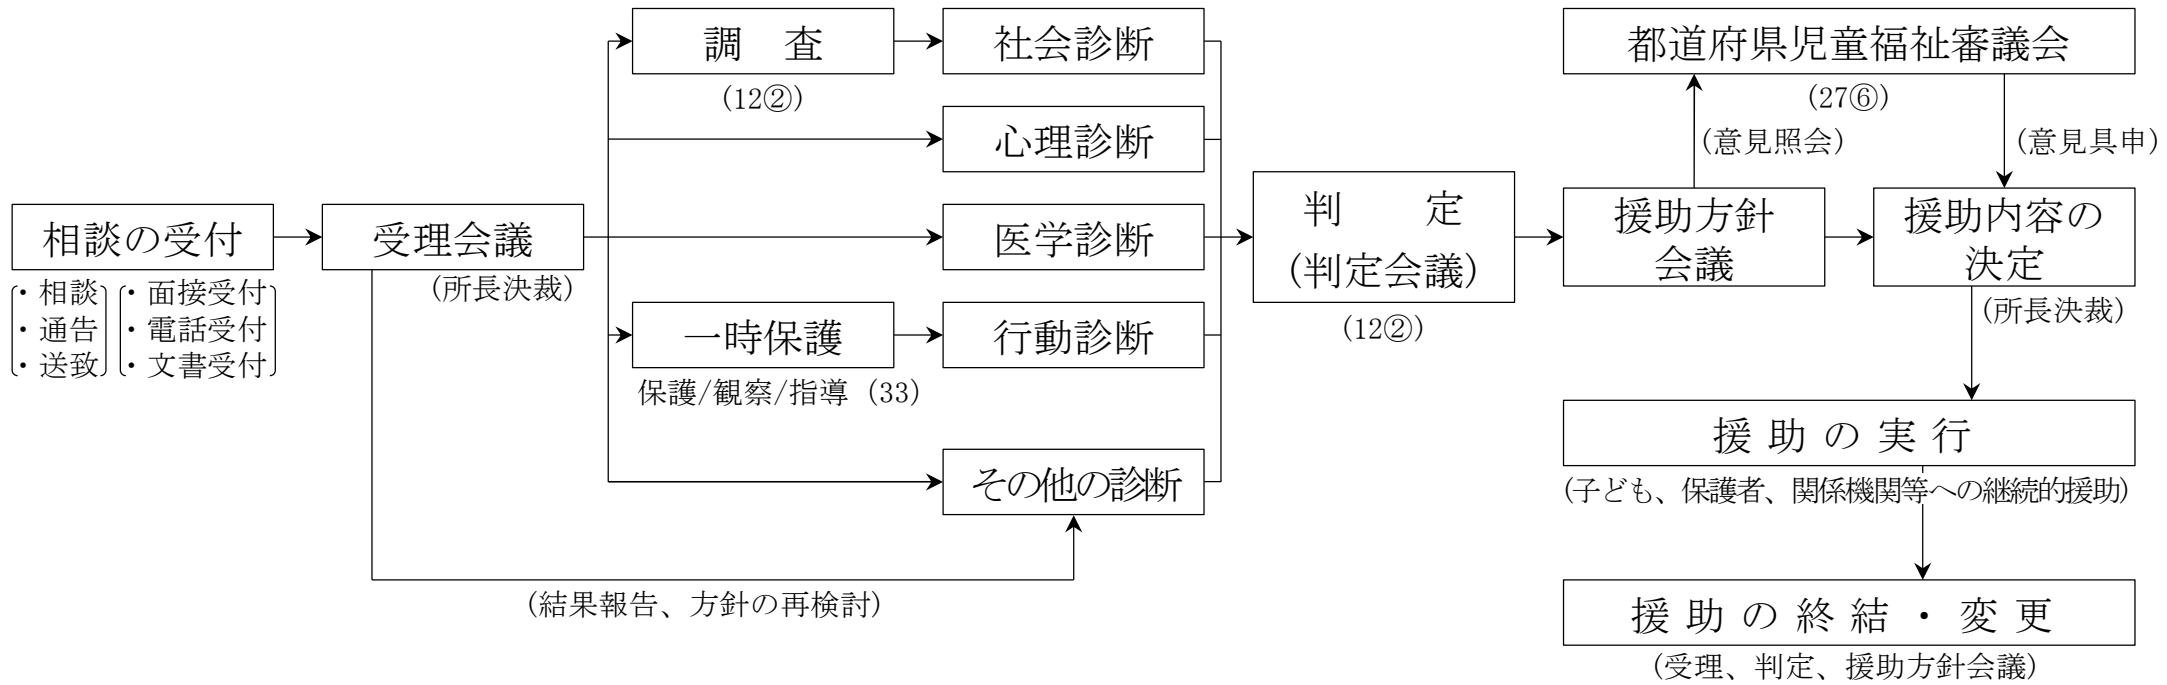 相談の受付
・相談
・通告
・送致
・面接受付
・電話受付
・文書受付
受理会議
(所長決裁)
調　査
(12②)
社会診断
心理診断
医学診断
一時保護
保護/観察/指導 (33)
行動診断
その他の診断
(結果報告、方針の再検討)
判　定
(判定会議)
(12②)
都道府県児童福祉審議会
(27⑥)
(意見照会)
(意見具申)
援助方針
会議
援助内容の
決定
(所長決裁)
援助の実行
(子ども、保護者、関係機関等への継続的援助)
援助の終結・変更
(受理、判定、援助方針会議)